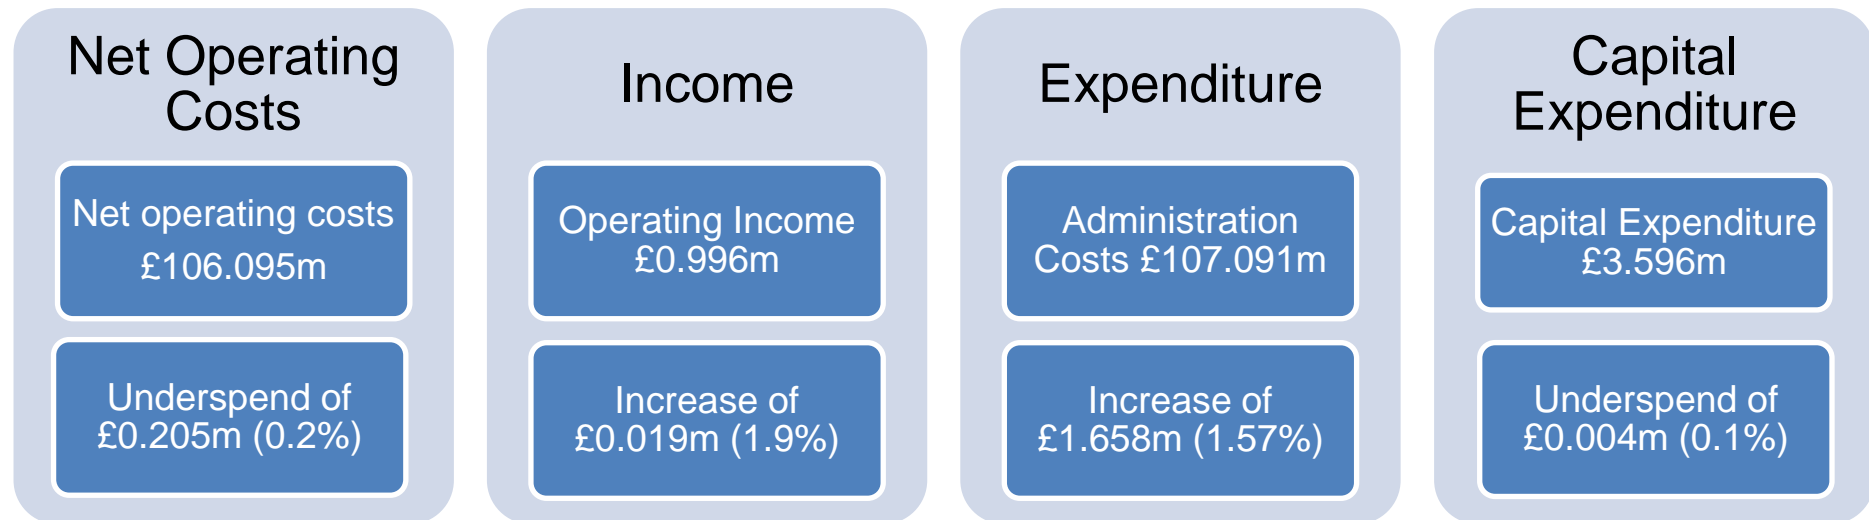 Net Operating
Costs
Net operating costs
£106.095m
Underspend of
£0.205m (0.2%)
Income
Operating Income
£0.996m
Increase of
£0.019m (1.9%)
Expenditure
Administration
Costs £107.091m
Increase of
£1.658m (1.57%)
Capital
Expenditure
Capital Expenditure
£3.596m
Underspend of
£0.004m (0.1%)